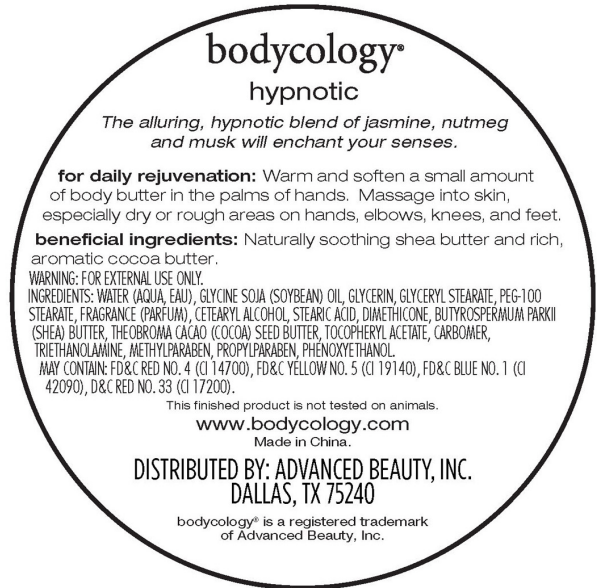 bodycology®
hypnotic
The alluring, hypnotic blend of jasmine, nutmeg
and musk will enchant your senses.
for daily rejuvenation: Warm and soften a small amount
of body butter in the palms of hands. Massage into skin,
especially dry or rough areas on hands, elbows, knees, and feet.
beneficial ingredients: Naturally soothing shea butter and rich,
aromatic cocoa butter.
WARNING: FOR EXTERNAL USE ONLY.
INGREDIENTS: WATER (AQUA, EAU), GLYCINE SOJA (SOYBEAN) OIL, GLYCERIN, GLYCERYL STEARATE, PEG-100
STEARATE, FRAGRANCE (PARFUM), CETEARYL ALCOHOL, STEARIC ACID, DIMETHICONE, BUTYROSPERMUM PARKII
(SHEA) BUTTER, THEOBROMA CACAO (COCOA) SEED BUTTER, TOCOPHERYL ACETATE, CARBOMER,
TRIETHANOLAMINE, METHYLPARABEN, PROPYLPARABEN, PHENOXYETHANOL.
MAY CONTAIN: FD&C RED NO. 4 (CI 14700), FD&C YELLOW NO. 5 (CI 19140), FD&C BLUE NO. 1 (CI
42090), D&C RED NO. 33 (CI 17200).
This finished product is not tested on animals.
www.bodycology.com
Made in China.
DISTRIBUTED BY: ADVANCED BEAUTY, INC.
DALLAS, TX 75240
bodycology® is a registered trademark
of Advanced Beauty, Inc.